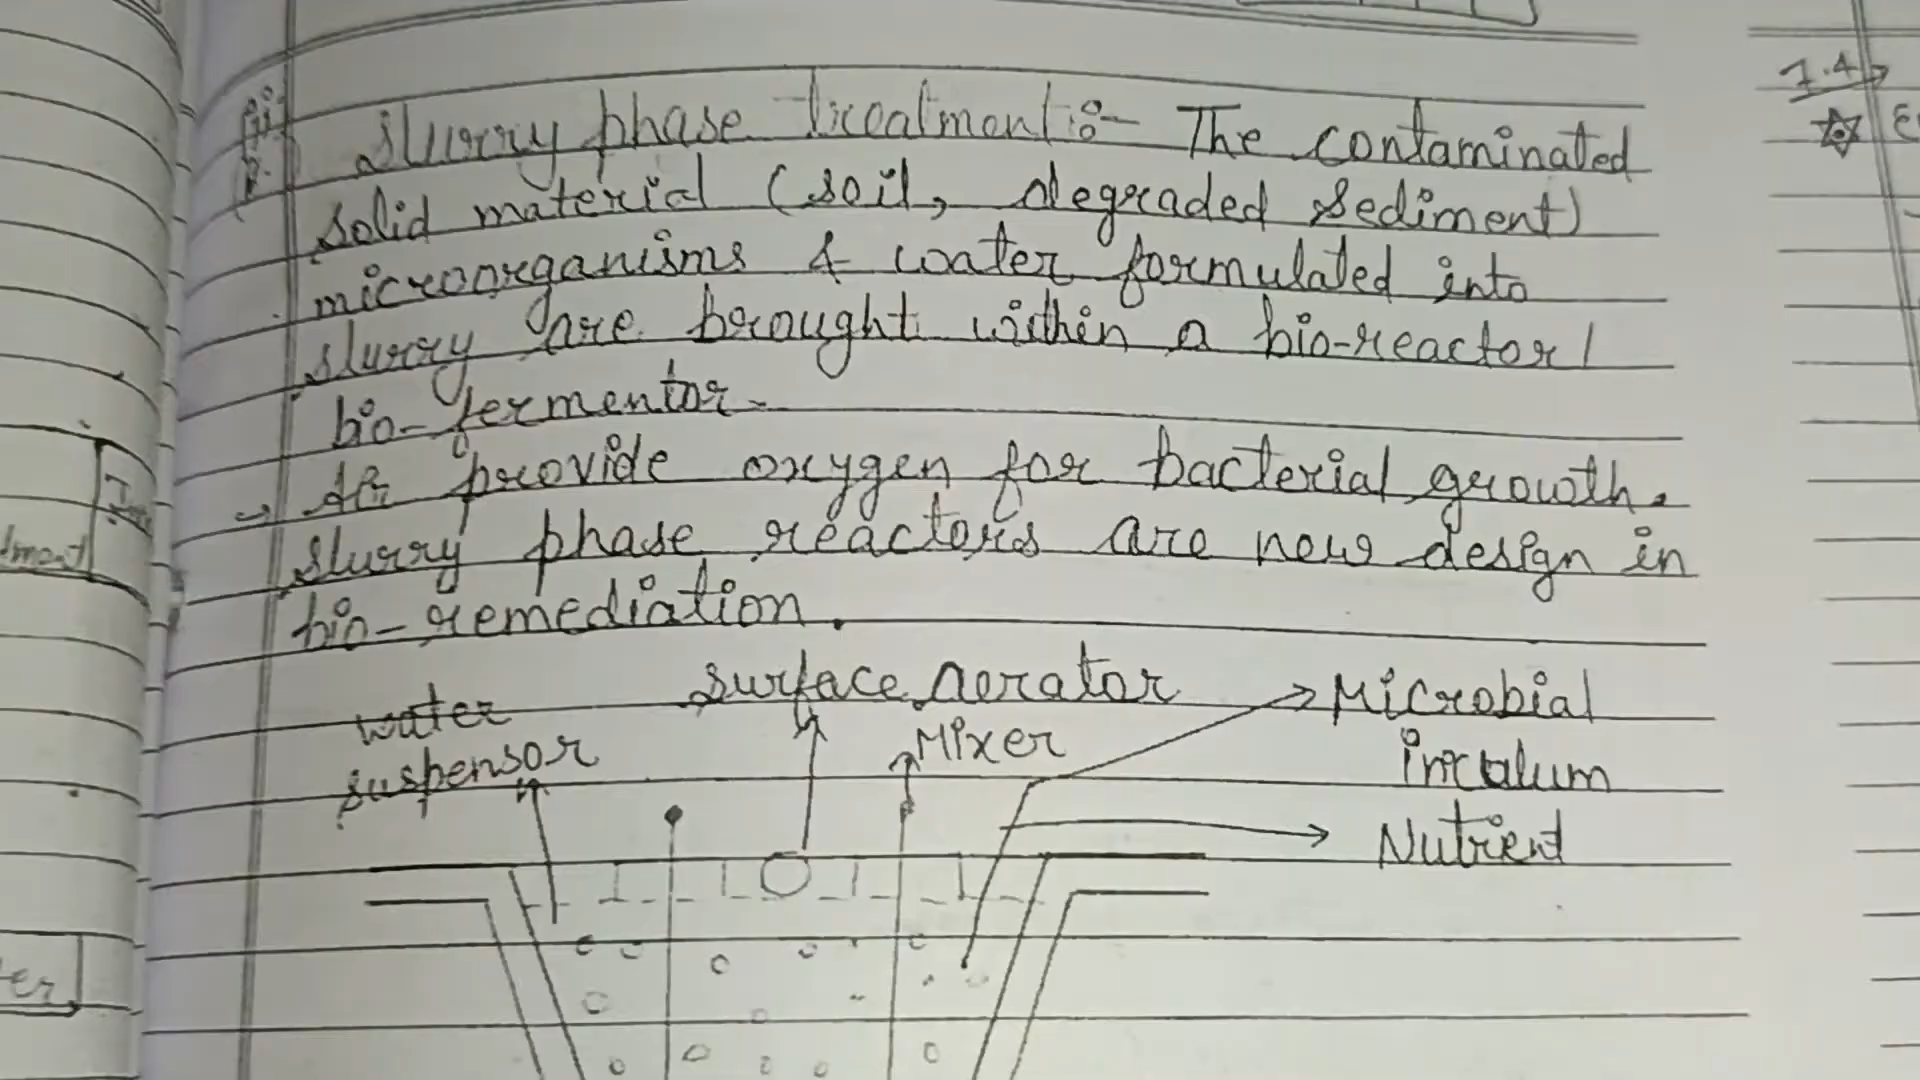 ii. Slurry phase treatment:- The contaminated
solid material (soil, degraded sediment)
microorganisms & water formulated into
slurry are brought within a bio-reactor/
bio-fermentor.
→ Air provide oxygen for bacterial growth.
slurry phase reactors are new design in
bio-remediation.
surface aerator
Microbial
water
suspensor
Mixer
Nutrient
7.4→